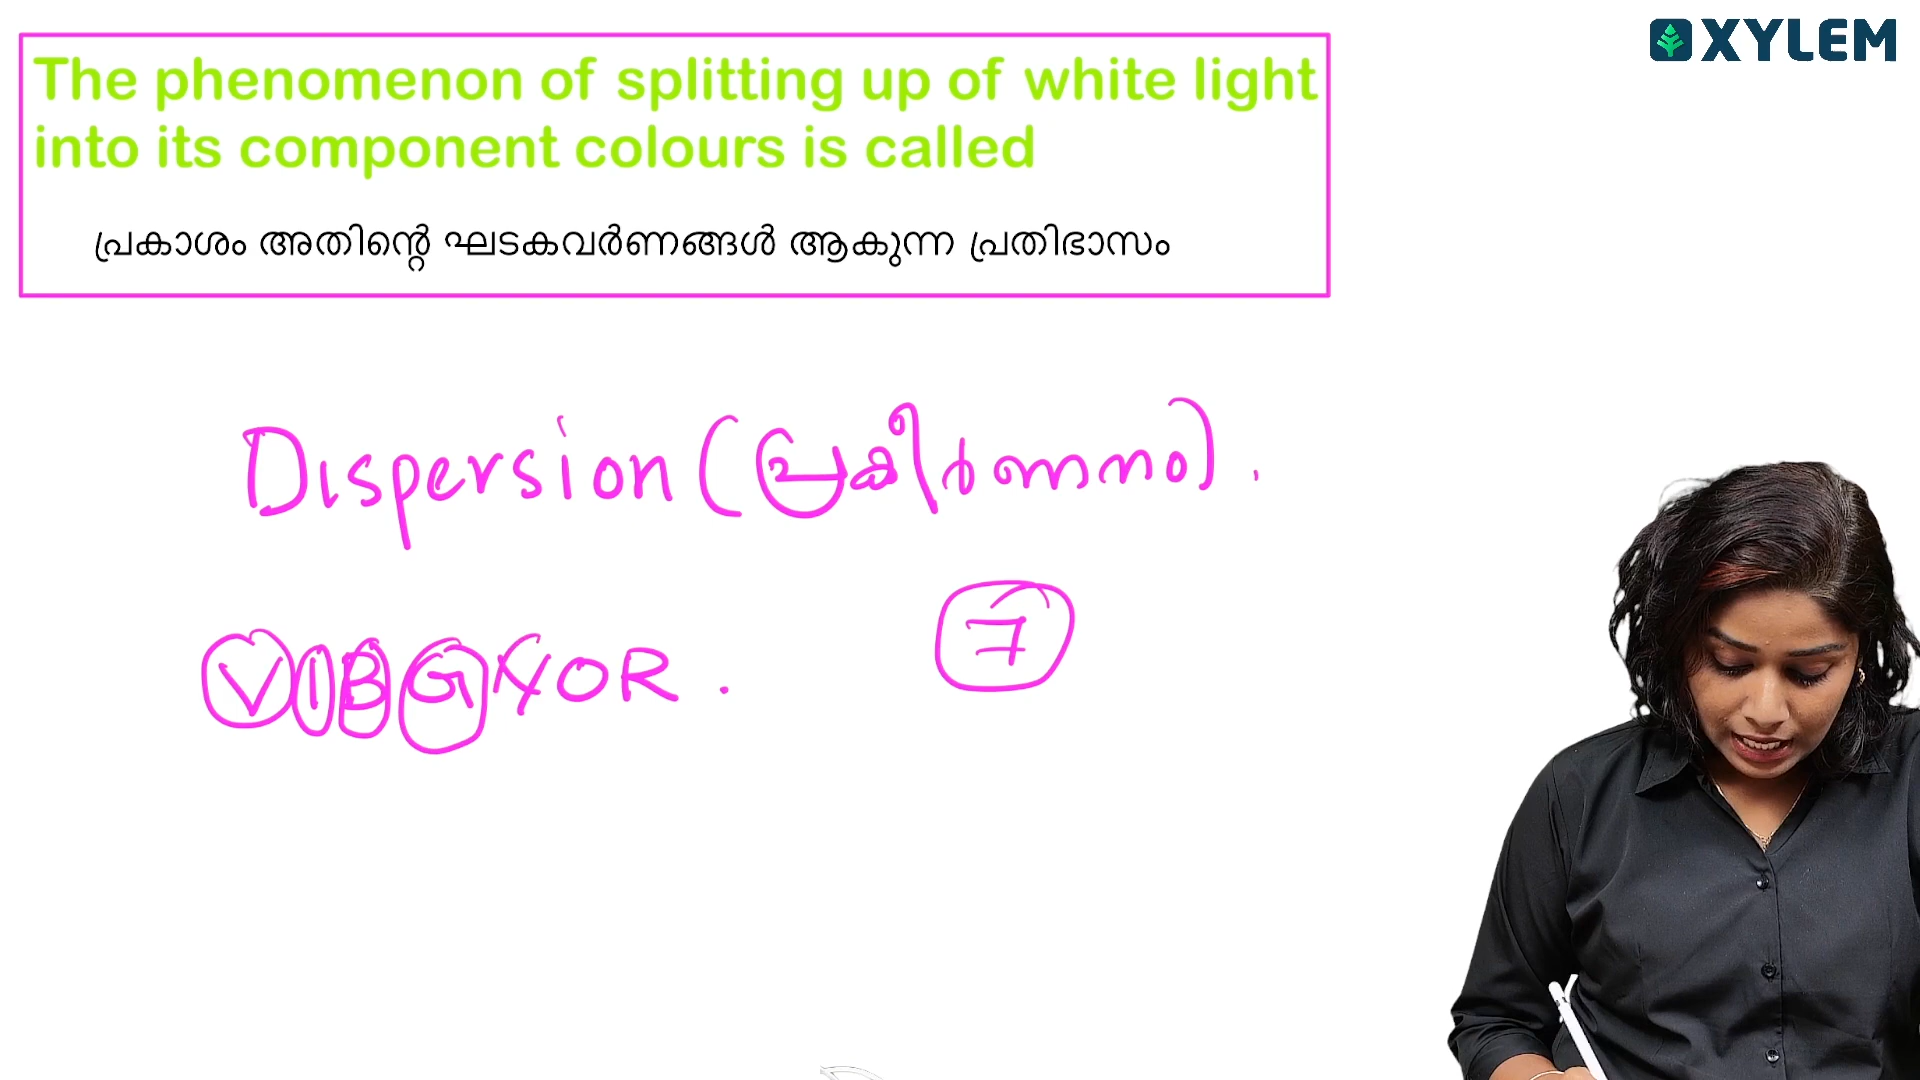 XYLEM
The phenomenon of splitting up of white light
into its component colours is called
പ്രകാശം അതിന്റെ ഘടകവർണങ്ങൾ ആകുന്ന പ്രതിഭാസം
Dispersion (പ്രകീർണനം).
7
VIBGYOR.